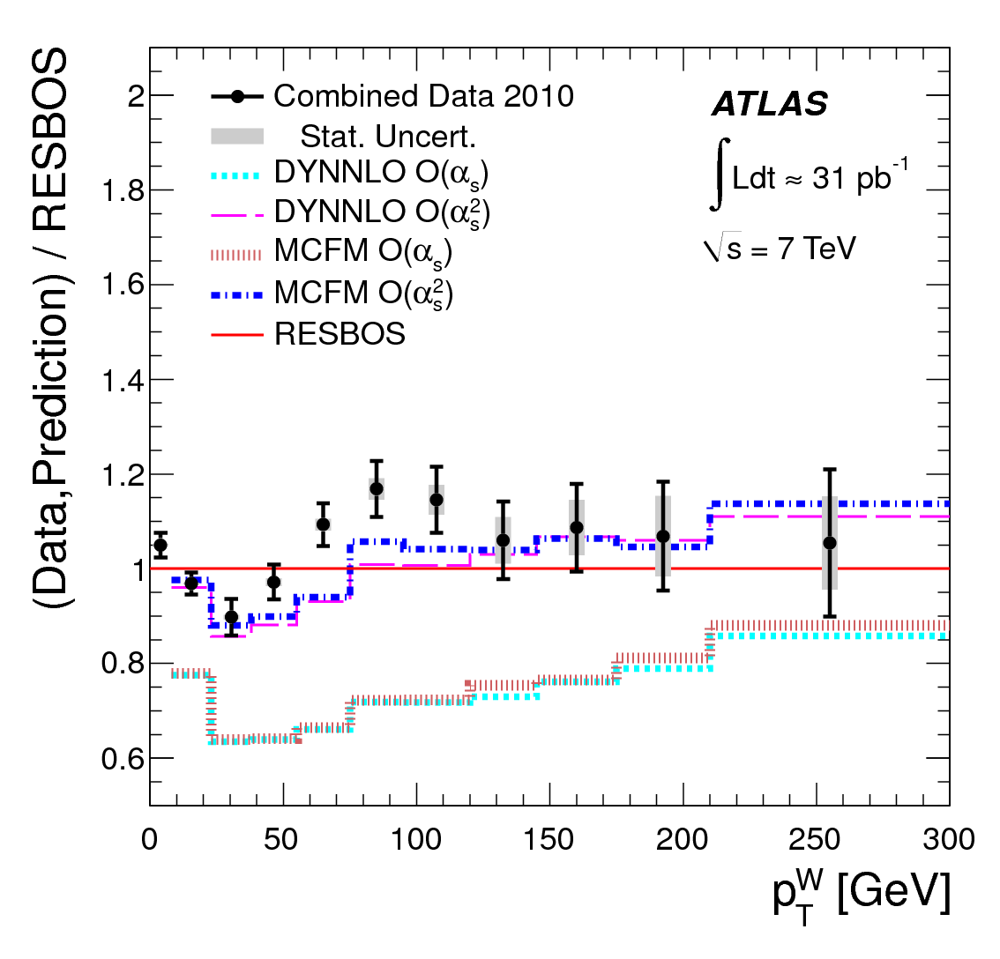 (Data,Prediction) / RESBOS
2
1.8
1.6
1.4
1.2
1
0.8
0.6
Combined Data 2010
Stat. Uncert.
DYNNLO O(αs)
DYNNLO O(αs²)
MCFM O(αs)
MCFM O(αs²)
RESBOS
ATLAS
∫Ldt ≈ 31 pb⁻¹
√s = 7 TeV
0 50 100 150 200 250 300
pTW [GeV]